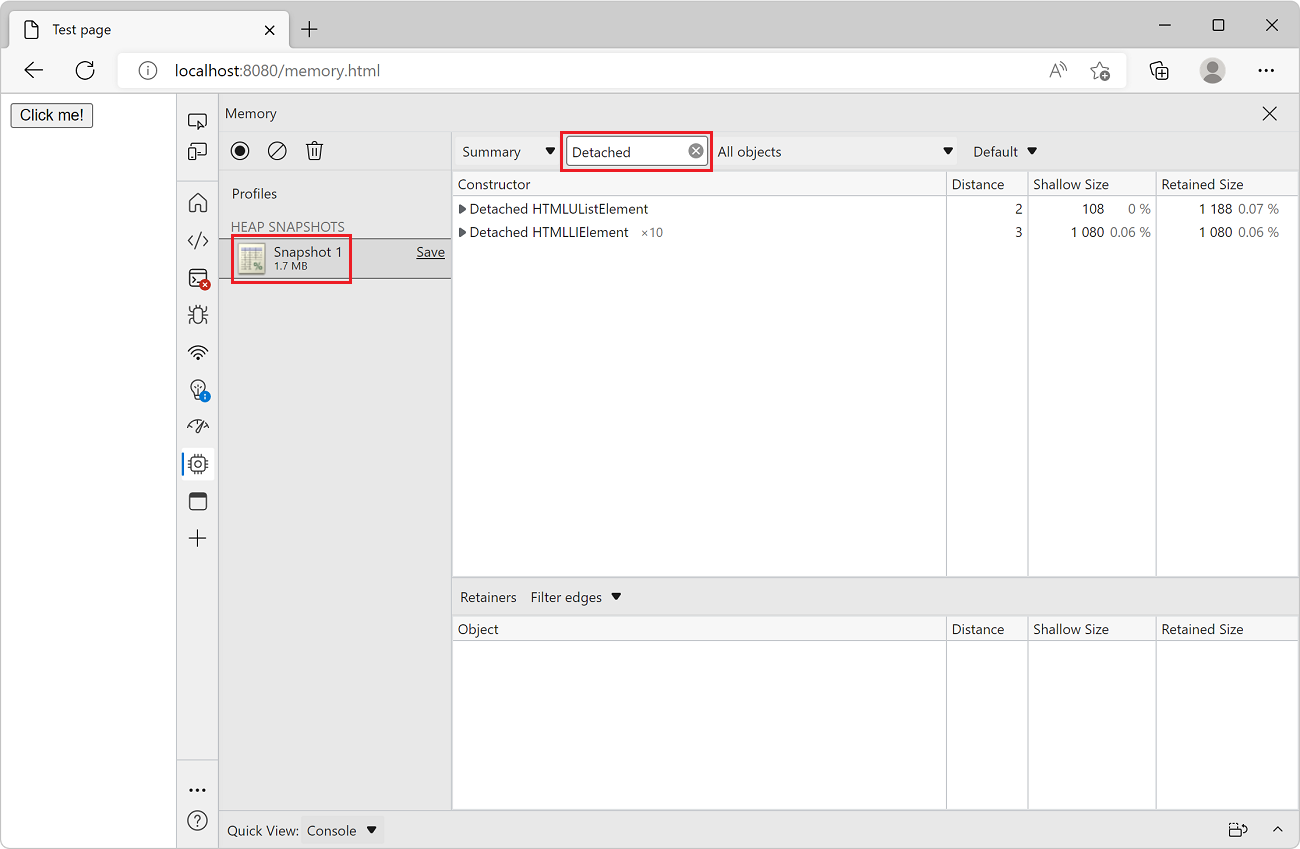 Test page
localhost:8080/memory.html
Click me!
Memory
Summary Detached All objects Default
Profiles
HEAP SNAPSHOTS
Snapshot 1 Save
1.7 MB
Constructor Distance Shallow Size Retained Size
Detached HTMLUListElement 2 108 0 % 1 188 0.07 %
Detached HTMLLIElement ×10 3 1 080 0.06 % 1 080 0.06 %
Retainers Filter edges
Object Distance Shallow Size Retained Size
Quick View: Console